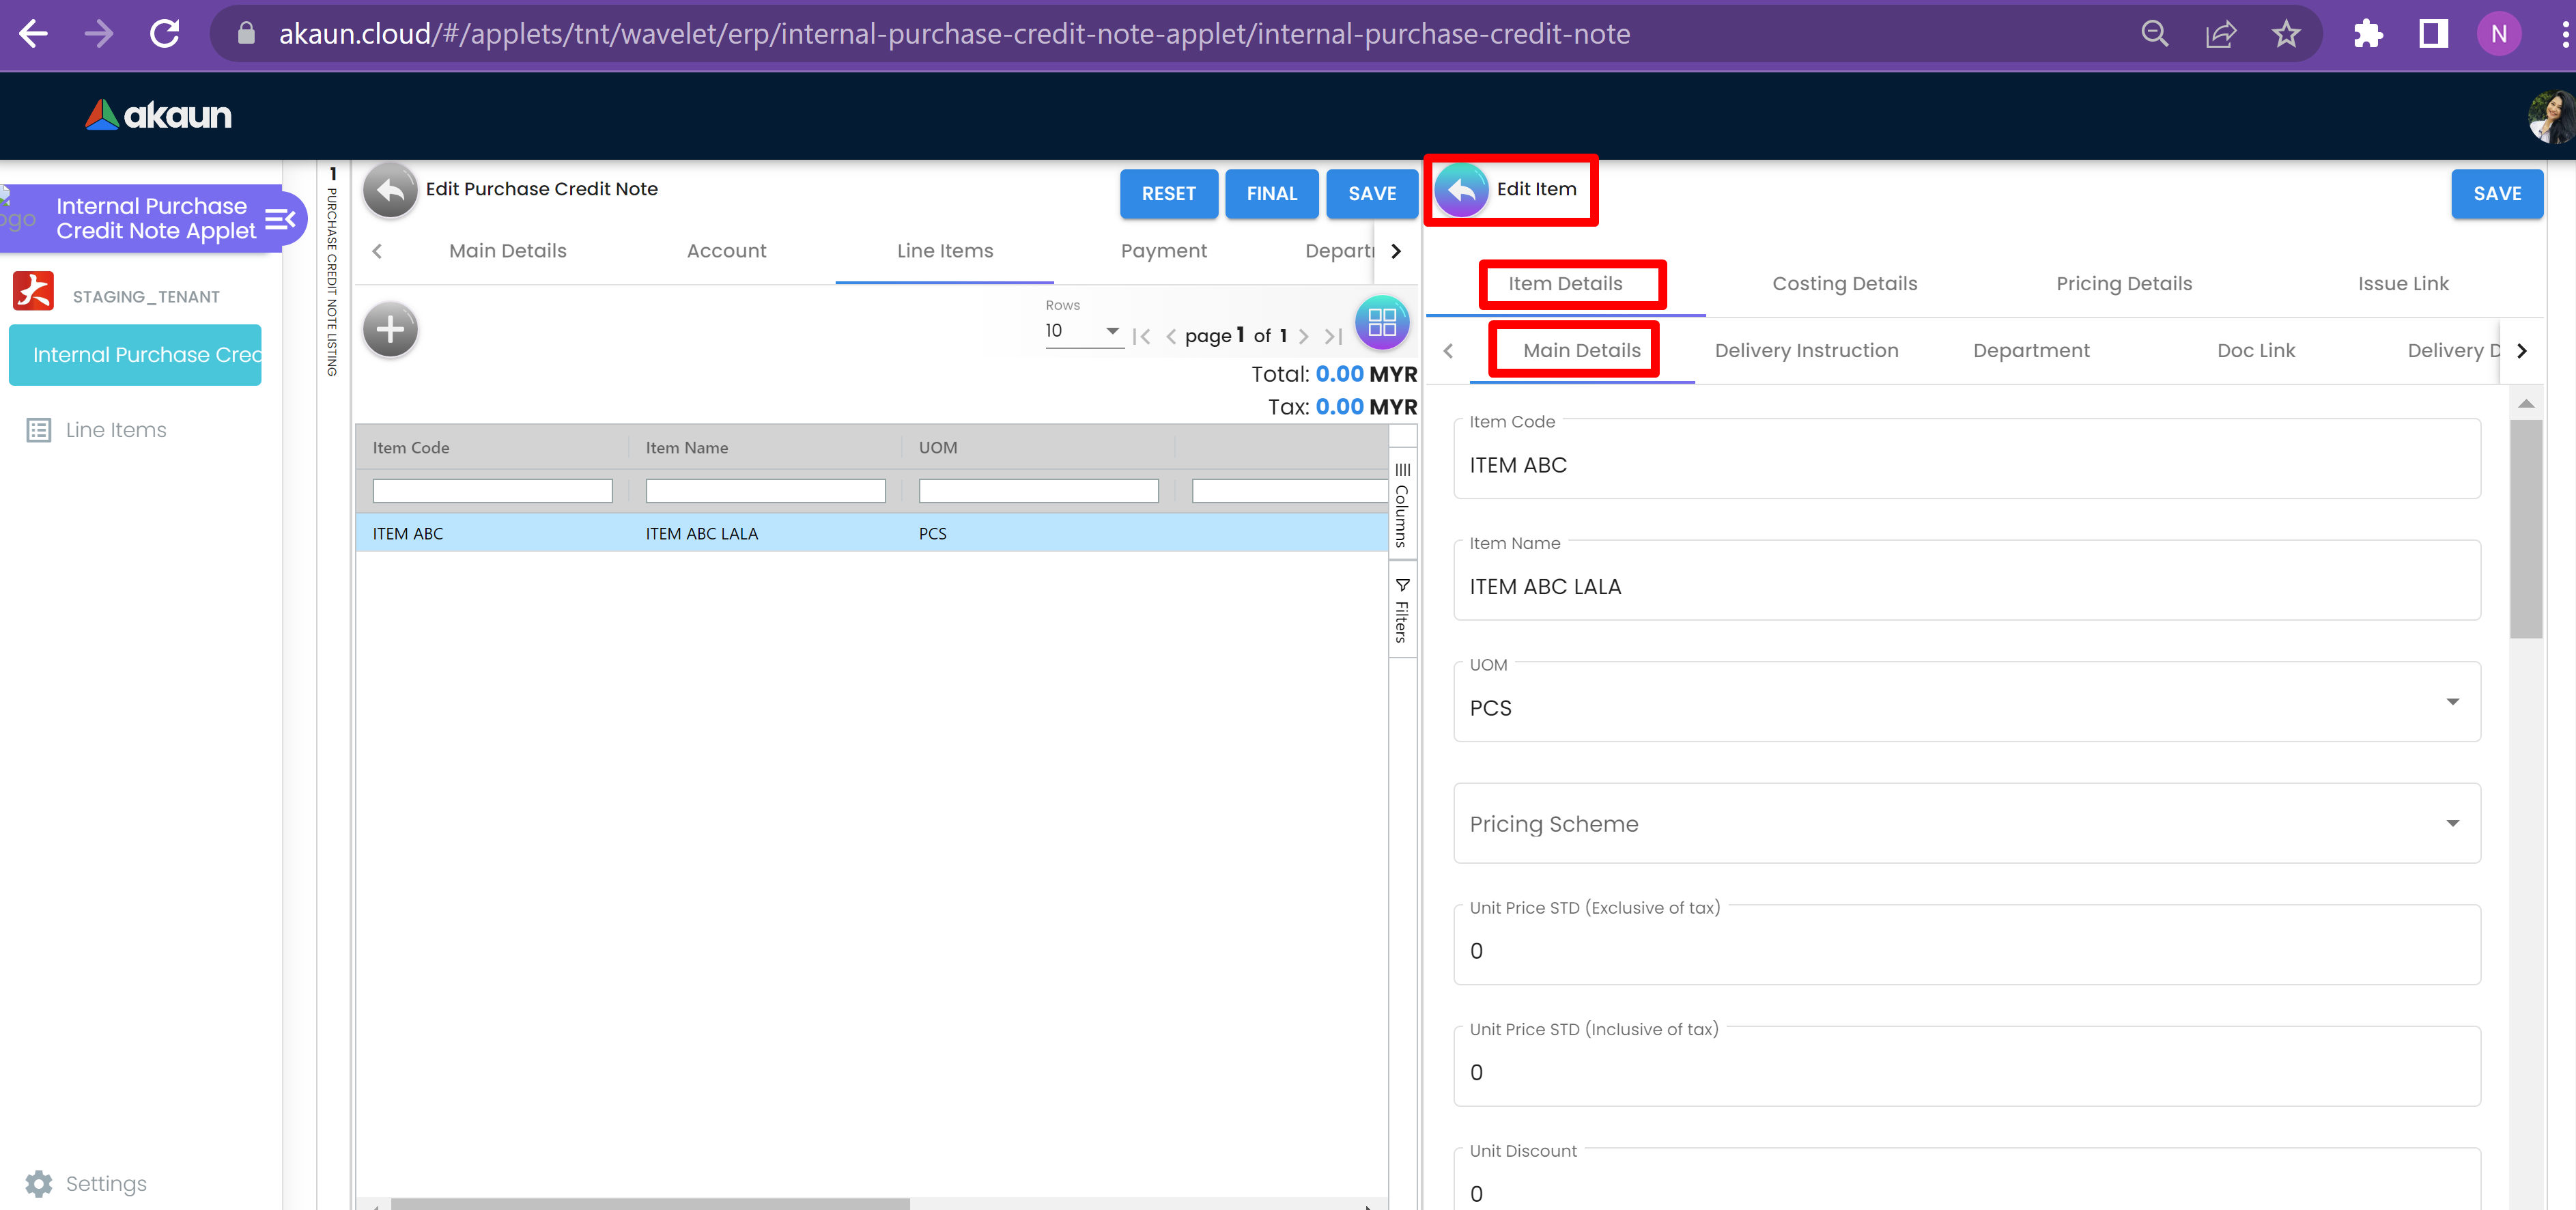 akaun.cloud/#/applets/tnt/wavelet/erp/internal-purchase-credit-note-applet/internal-purchase-credit-note
N
akaun
ogo
Internal Purchase
Credit Note Applet
STAGING_TENANT
Internal Purchase Cred
Line Items
Settings
1
PURCHASE CREDIT NOTE LISTING
Edit Purchase Credit Note
RESET
FINAL
SAVE
Main Details
Account
Line Items
Payment
Departr
Rows
10
page 1 of 1
Total: 0.00 MYR
Tax: 0.00 MYR
Item Code
Item Name
UOM
ITEM ABC
ITEM ABC LALA
PCS
Columns
Filters
Edit Item
SAVE
Item Details
Costing Details
Pricing Details
Issue Link
Main Details
Delivery Instruction
Department
Doc Link
Delivery D
Item Code
ITEM ABC
Item Name
ITEM ABC LALA
UOM
PCS
Pricing Scheme
Unit Price STD (Exclusive of tax)
0
Unit Price STD (Inclusive of tax)
0
Unit Discount
0